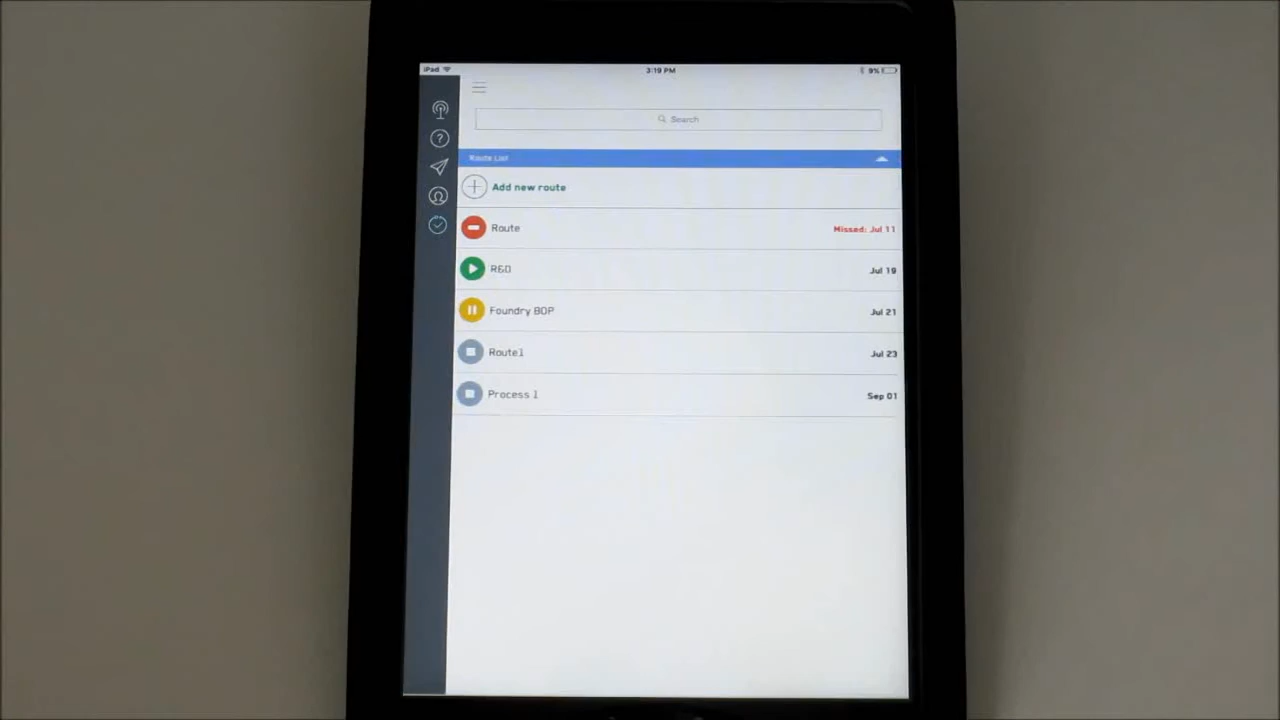 iPad 3:19 PM 9%
Search
Route List
Add new route
Route Missed: Jul 11
R&D Jul 19
Foundry BOP Jul 21
Route1 Jul 23
Process 1 Sep 01